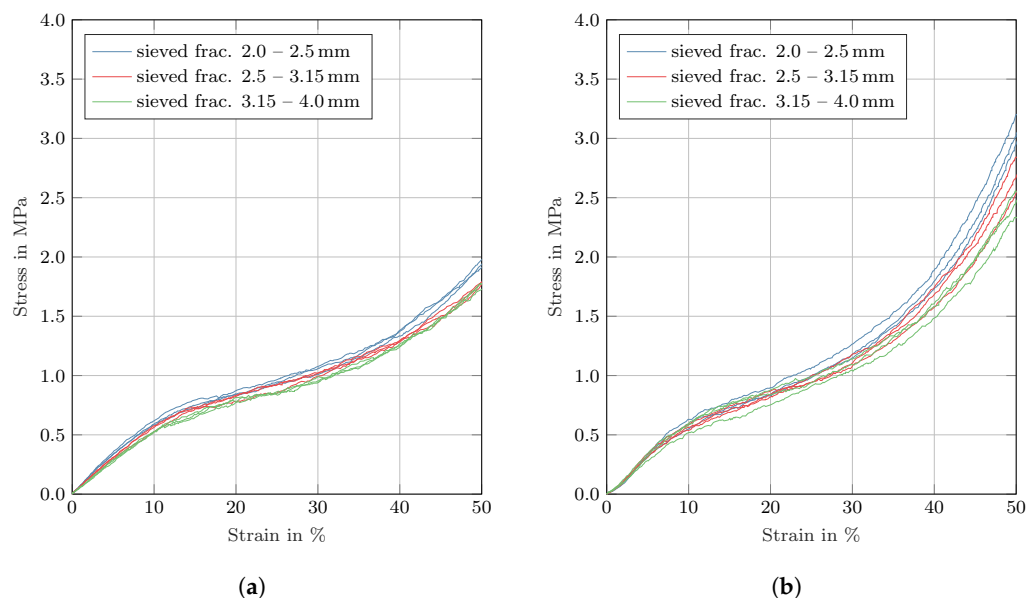 4.0
3.5
3.0
2.5
2.0
1.5
1.0
0.5
0.0
0 10 20 30 40 50
Stress in MPa
Strain in %
sieved frac. 2.0 – 2.5 mm
sieved frac. 2.5 – 3.15 mm
sieved frac. 3.15 – 4.0 mm
(a)
4.0
3.5
3.0
2.5
2.0
1.5
1.0
0.5
0.0
0 10 20 30 40 50
Stress in MPa
Strain in %
sieved frac. 2.0 – 2.5 mm
sieved frac. 2.5 – 3.15 mm
sieved frac. 3.15 – 4.0 mm
(b)